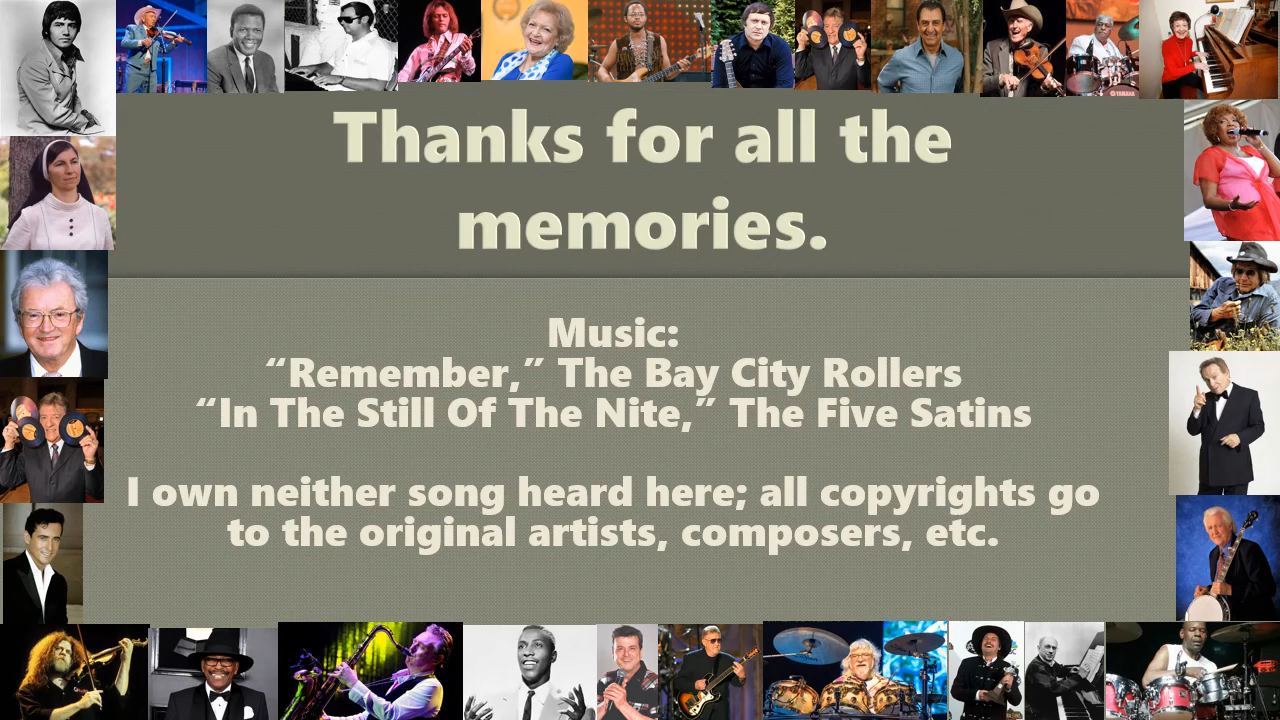 Thanks for all the
memories.
Music:
“Remember,” The Bay City Rollers
“In The Still Of The Nite,” The Five Satins
I own neither song heard here; all copyrights go
to the original artists, composers, etc.